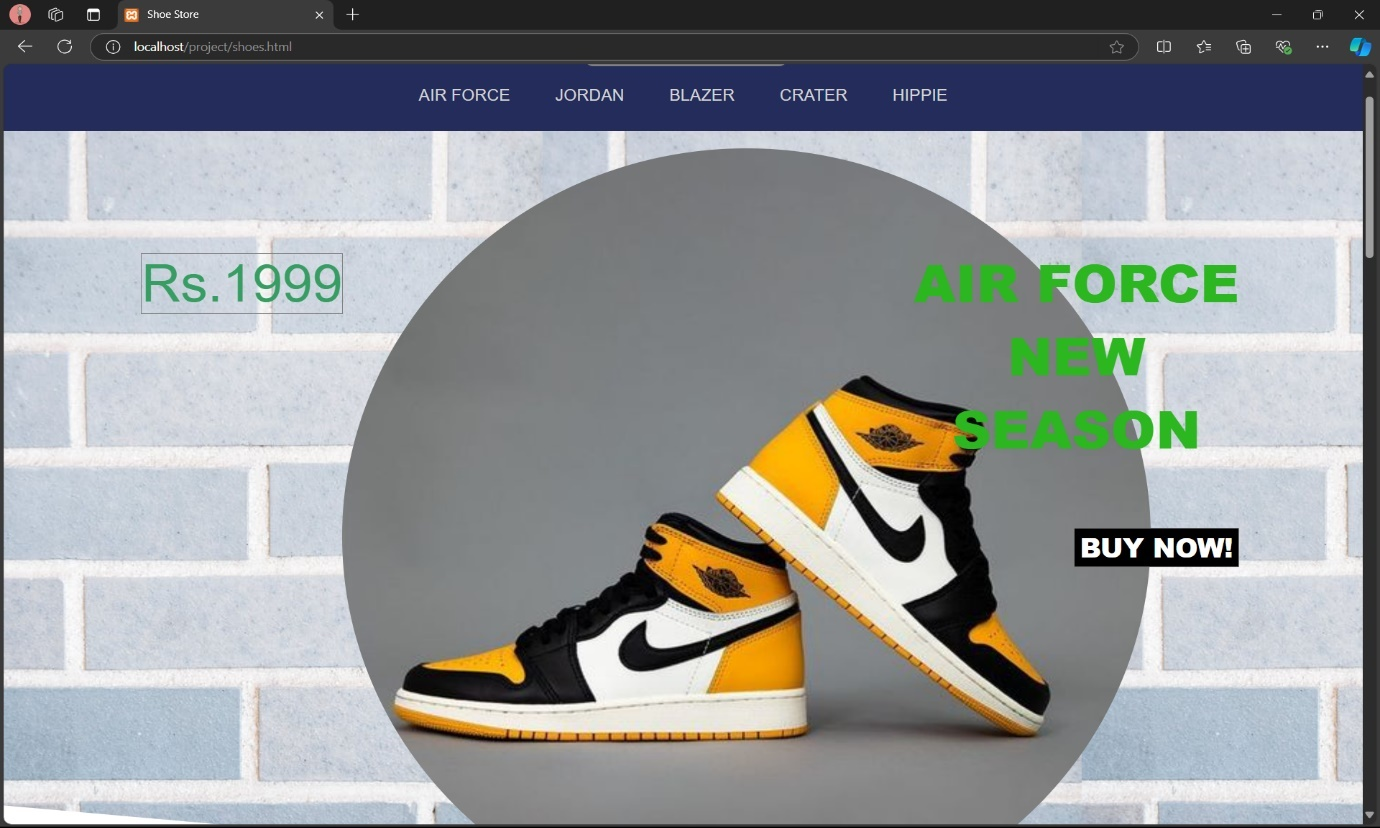 Shoe Store
localhost/project/shoes.html
AIR FORCE JORDAN BLAZER CRATER HIPPIE
Rs.1999
AIR FORCE
NEW
SEASON
BUY NOW!